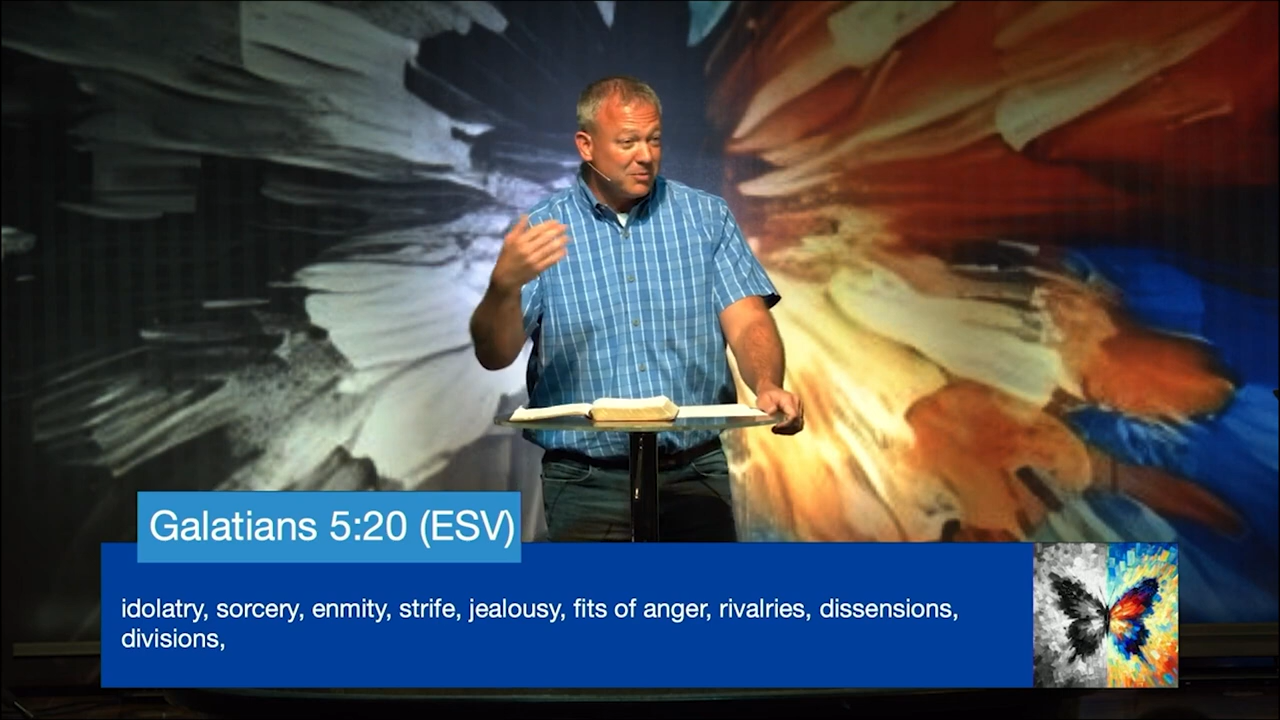 Galatians 5:20 (ESV)
idolatry, sorcery, enmity, strife, jealousy, fits of anger, rivalries, dissensions,
divisions,